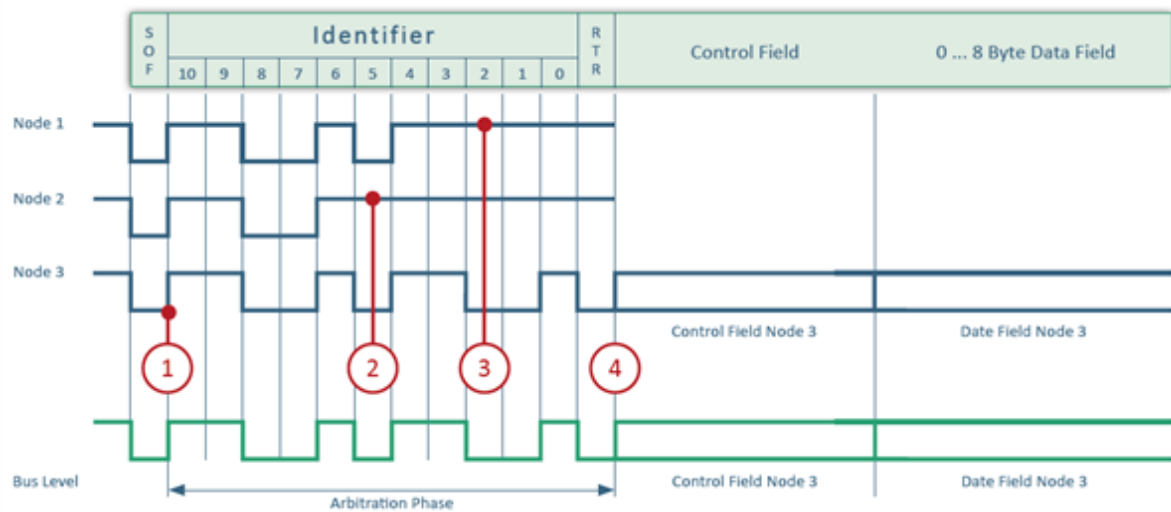 S
O
F
Identifier
R
T
R
Control Field
0 ... 8 Byte Data Field
10 9 8 7 6 5 4 3 2 1 0
Node 1
Node 2
Node 3
Control Field Node 3
Date Field Node 3
1
2
3
4
Bus Level
Control Field Node 3
Date Field Node 3
Arbitration Phase